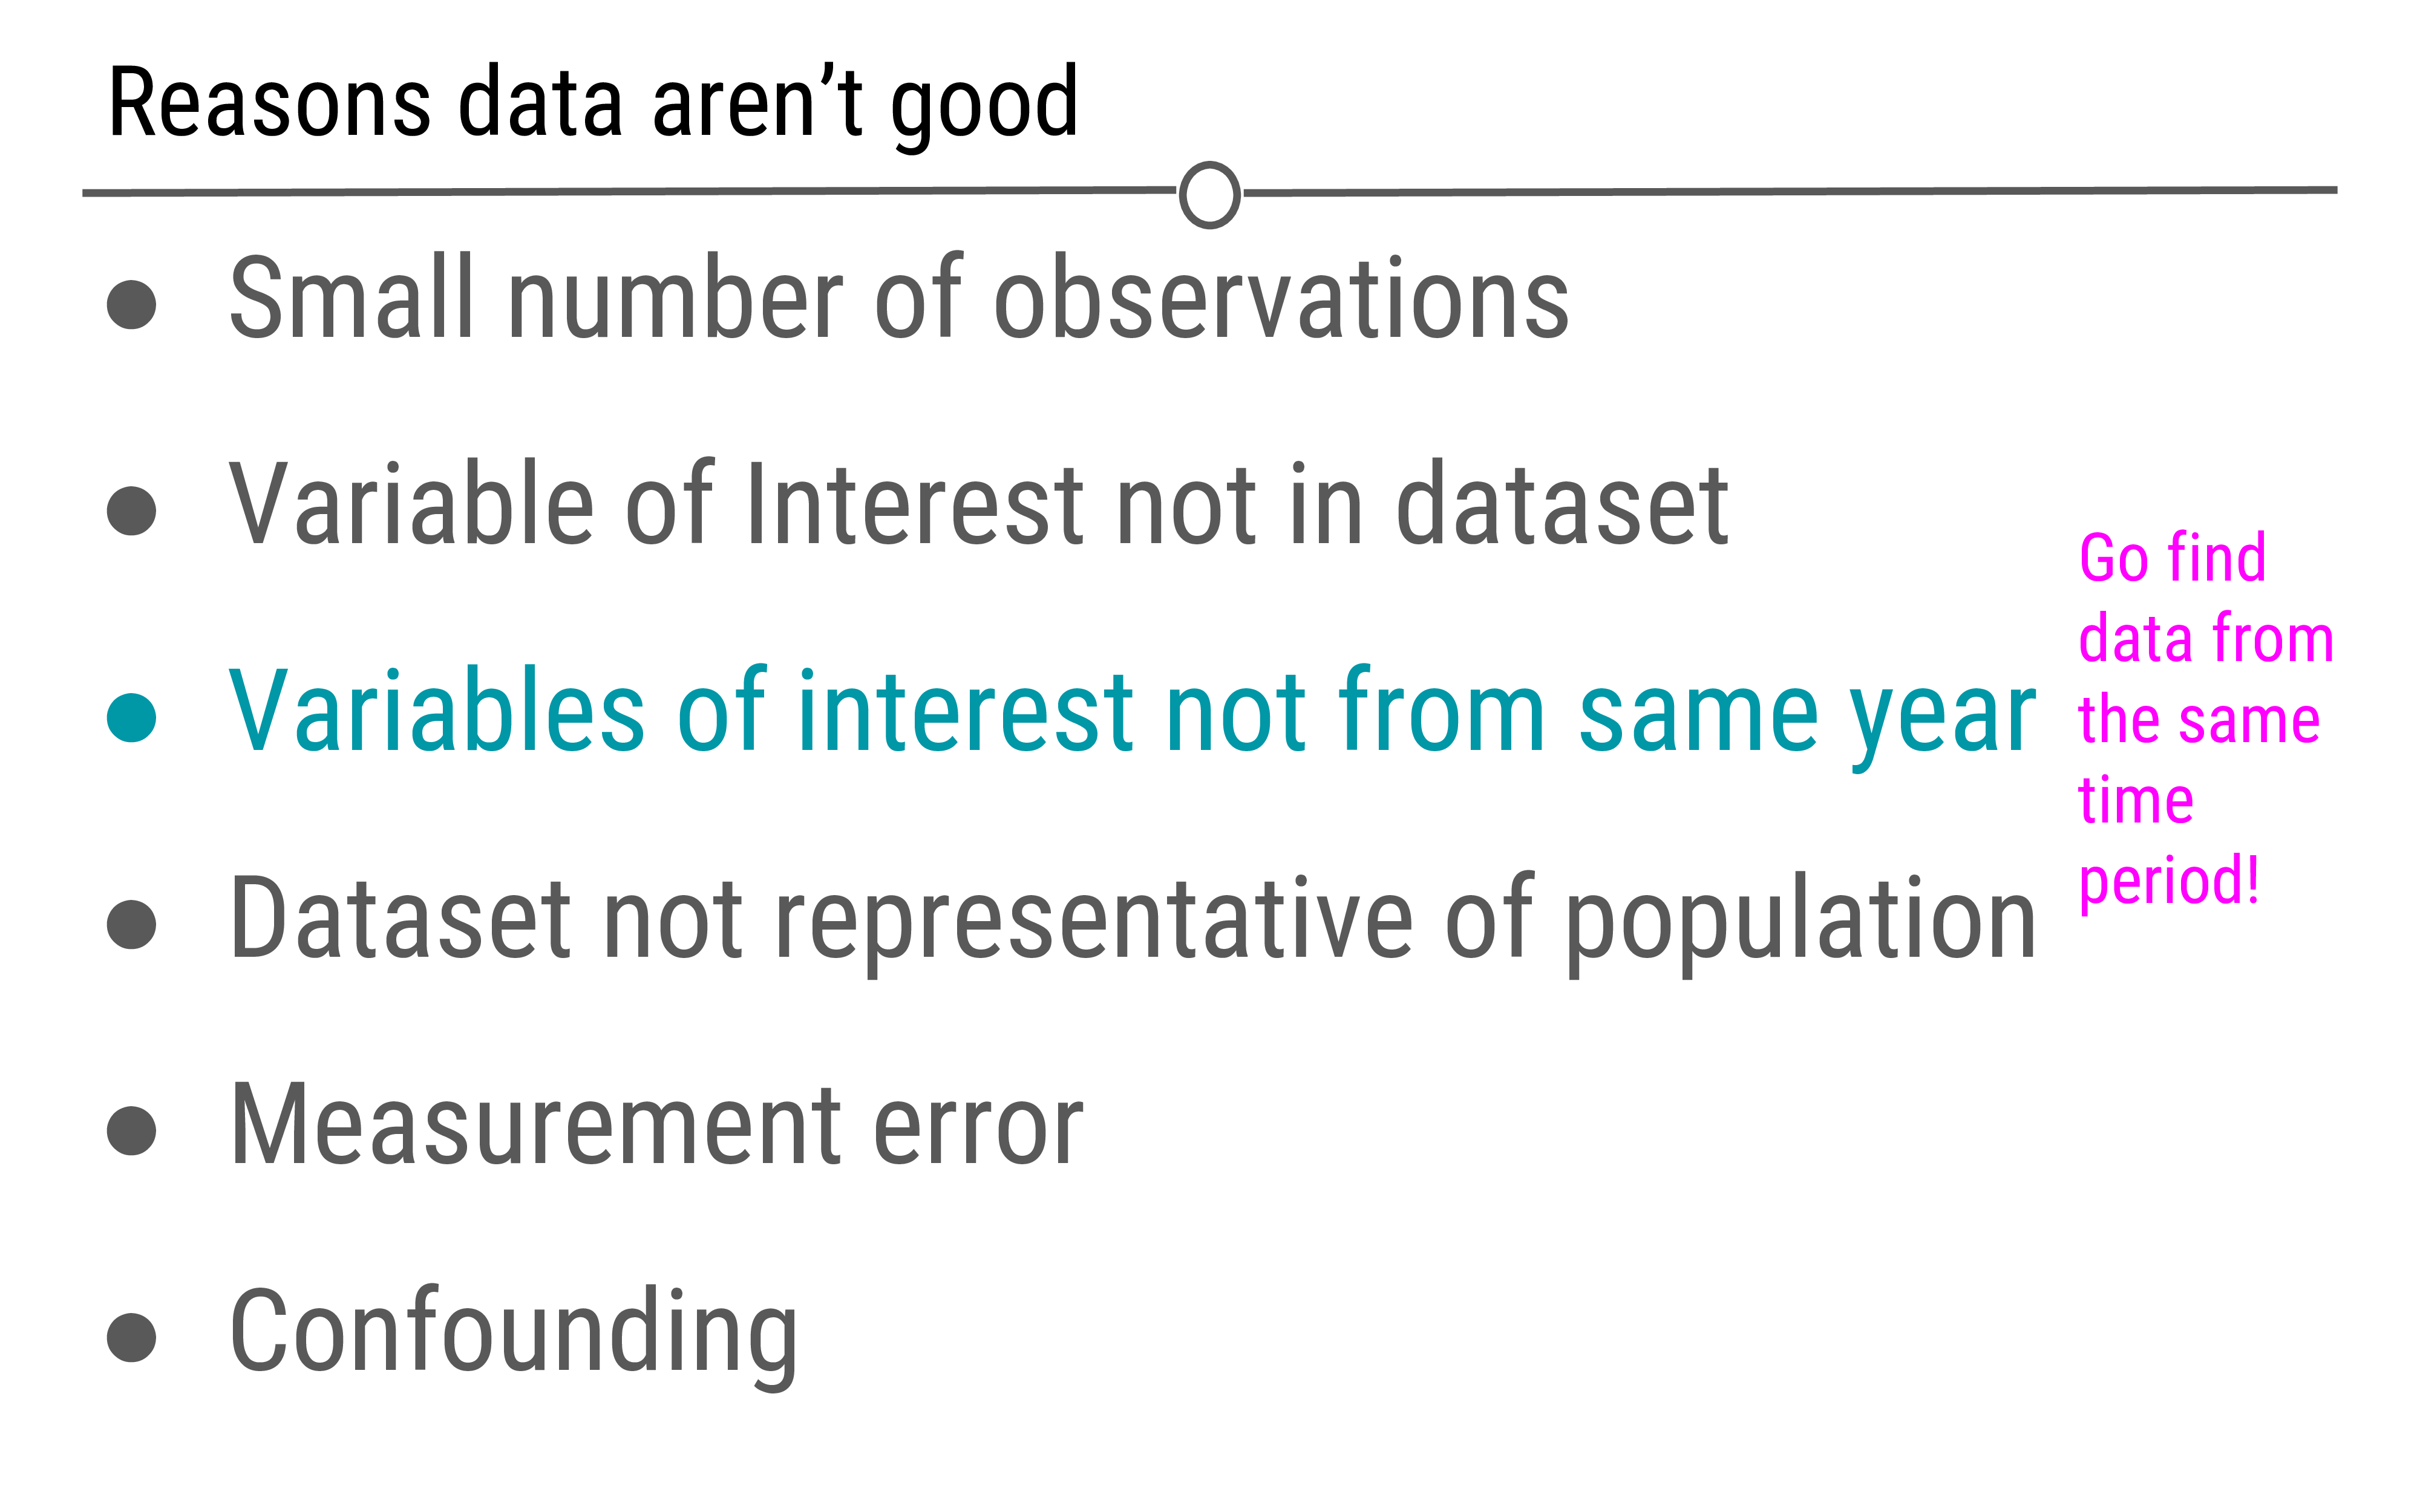 Reasons data aren’t good
● Small number of observations
● Variable of Interest not in dataset
● Variables of interest not from same year
● Dataset not representative of population
● Measurement error
● Confounding
Go find
data from
the same
time
period!